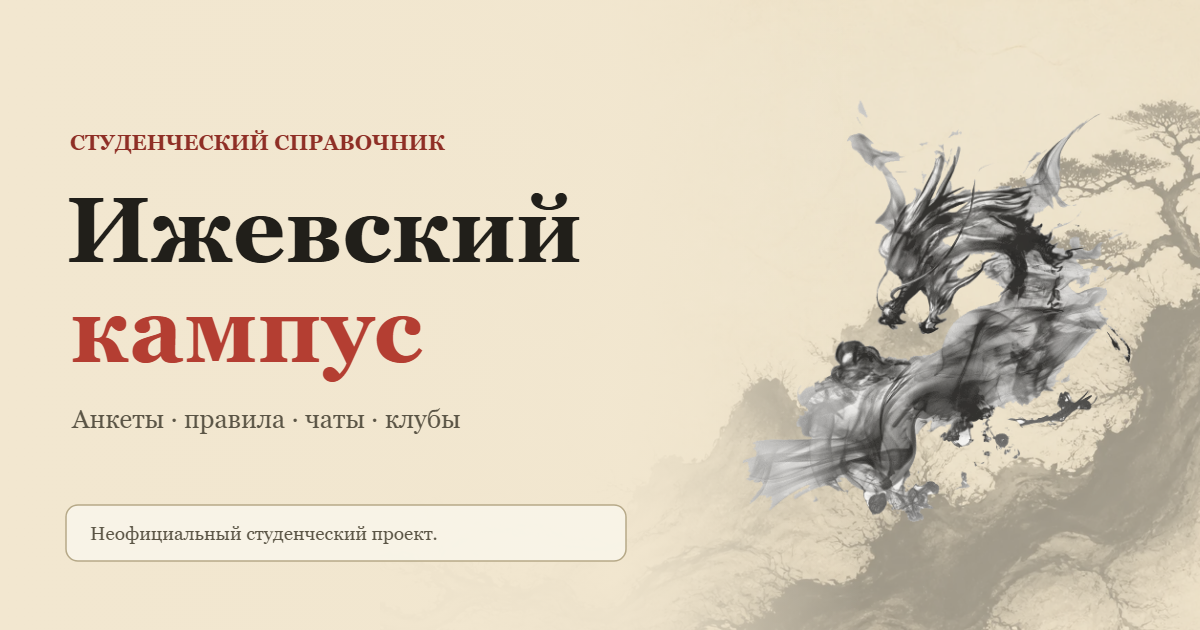 СТУДЕНЧЕСКИЙ СПРАВОЧНИК
Ижевский
кампус
Анкеты · правила · чаты · клубы
Неофициальный студенческий проект.